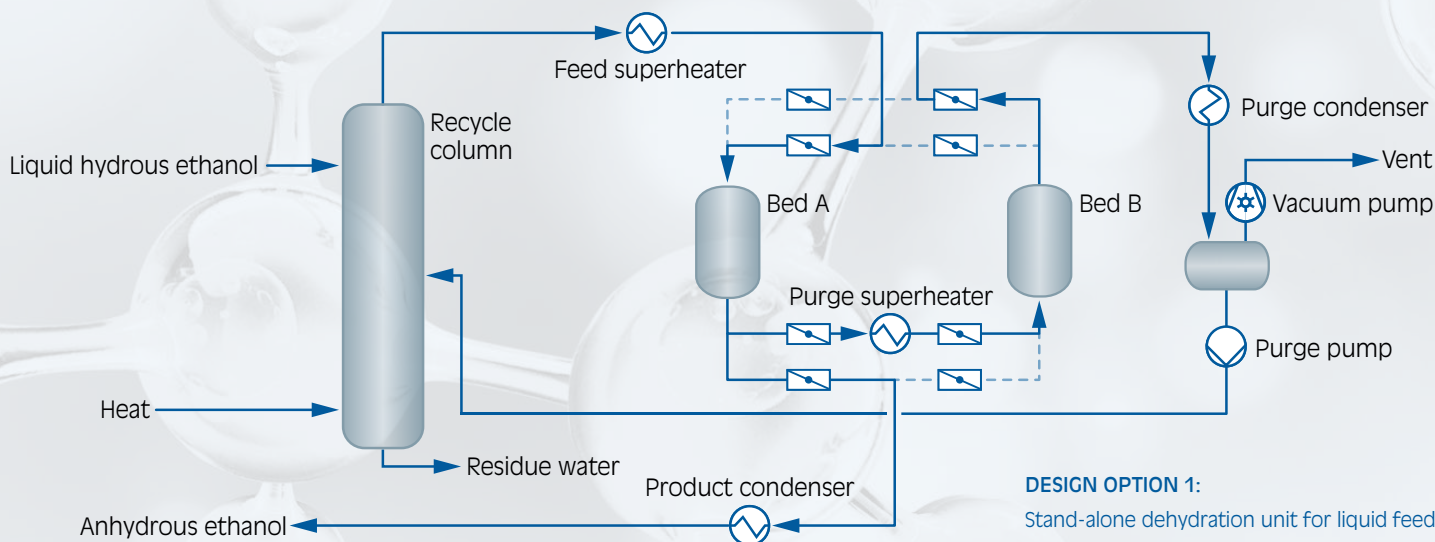 Feed superheater
Recycle
column
Purge condenser
Liquid hydrous ethanol
Vent
Bed A
Bed B
Vacuum pump
Purge superheater
Purge pump
Heat
Residue water
Product condenser
Anhydrous ethanol
DESIGN OPTION 1:
Stand-alone dehydration unit for liquid feed